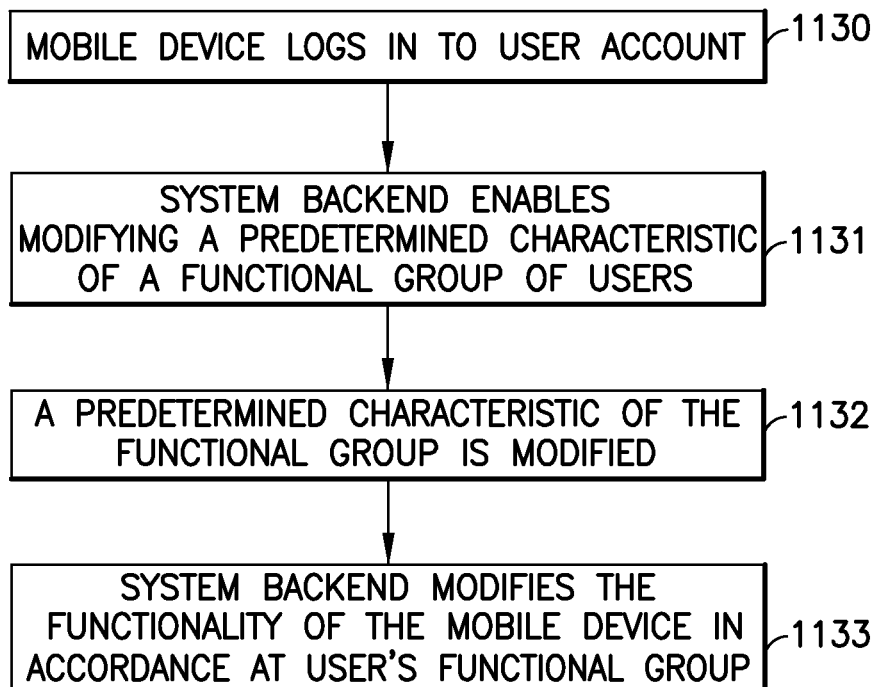 MOBILE DEVICE LOGS IN TO USER ACCOUNT
1130
SYSTEM BACKEND ENABLES
MODIFYING A PREDETERMINED CHARACTERISTIC
OF A FUNCTIONAL GROUP OF USERS
1131
A PREDETERMINED CHARACTERISTIC OF THE
FUNCTIONAL GROUP IS MODIFIED
1132
SYSTEM BACKEND MODIFIES THE
FUNCTIONALITY OF THE MOBILE DEVICE IN
ACCORDANCE AT USER'S FUNCTIONAL GROUP
1133